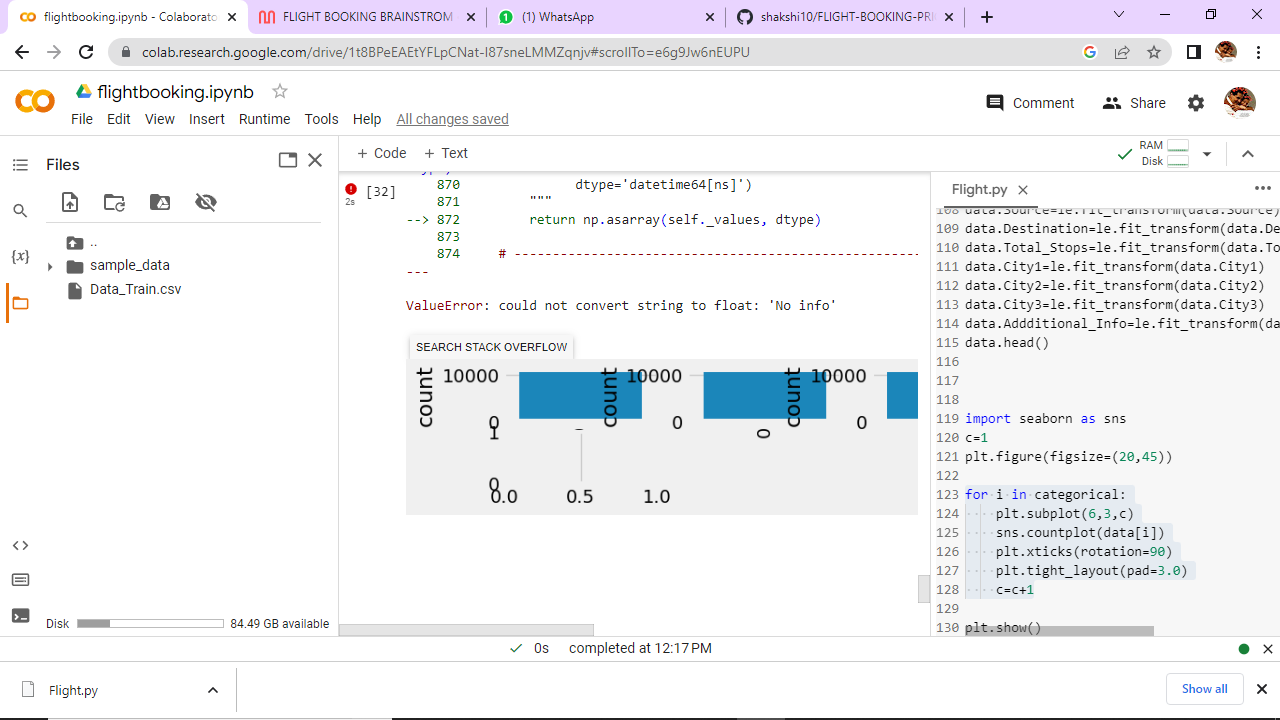 flightbooking.ipynb - Colaborato
FLIGHT BOOKING BRAINSTROM
(1) WhatsApp
shakshi10/FLIGHT-BOOKING-PRI
colab.research.google.com/drive/1t8BPeEAEtYFLpCNat-I87sneLMMZqnjv#scrollTo=e6g9Jw6nEUPU
flightbooking.ipynb
File Edit View Insert Runtime Tools Help All changes saved
Comment
Share
Files
..
sample_data
Data_Train.csv
{x}
Disk
84.49 GB available
+ Code + Text
RAM
Disk
[32]
2s
870 dtype='datetime64[ns]')
871 """
--> 872 return np.asarray(self._values, dtype)
873
874 # ----------------------------------------------------
---
ValueError: could not convert string to float: 'No info'
SEARCH STACK OVERFLOW
count
10000
0
count
10000
0
count
10000
0
0
1
0
0.0 0.5 1.0
Flight.py
108 data.Source=le.fit_transform(data.Source)
109 data.Destination=le.fit_transform(data.De
110 data.Total_Stops=le.fit_transform(data.To
111 data.City1=le.fit_transform(data.City1)
112 data.City2=le.fit_transform(data.City2)
113 data.City3=le.fit_transform(data.City3)
114 data.Addditional_Info=le.fit_transform(da
115 data.head()
116
117
118
119 import seaborn as sns
120 c=1
121 plt.figure(figsize=(20,45))
122
123 for i in categorical:
124 plt.subplot(6,3,c)
125 sns.countplot(data[i])
126 plt.xticks(rotation=90)
127 plt.tight_layout(pad=3.0)
128 c=c+1
129
130 plt.show()
0s completed at 12:17 PM
Flight.py
Show all